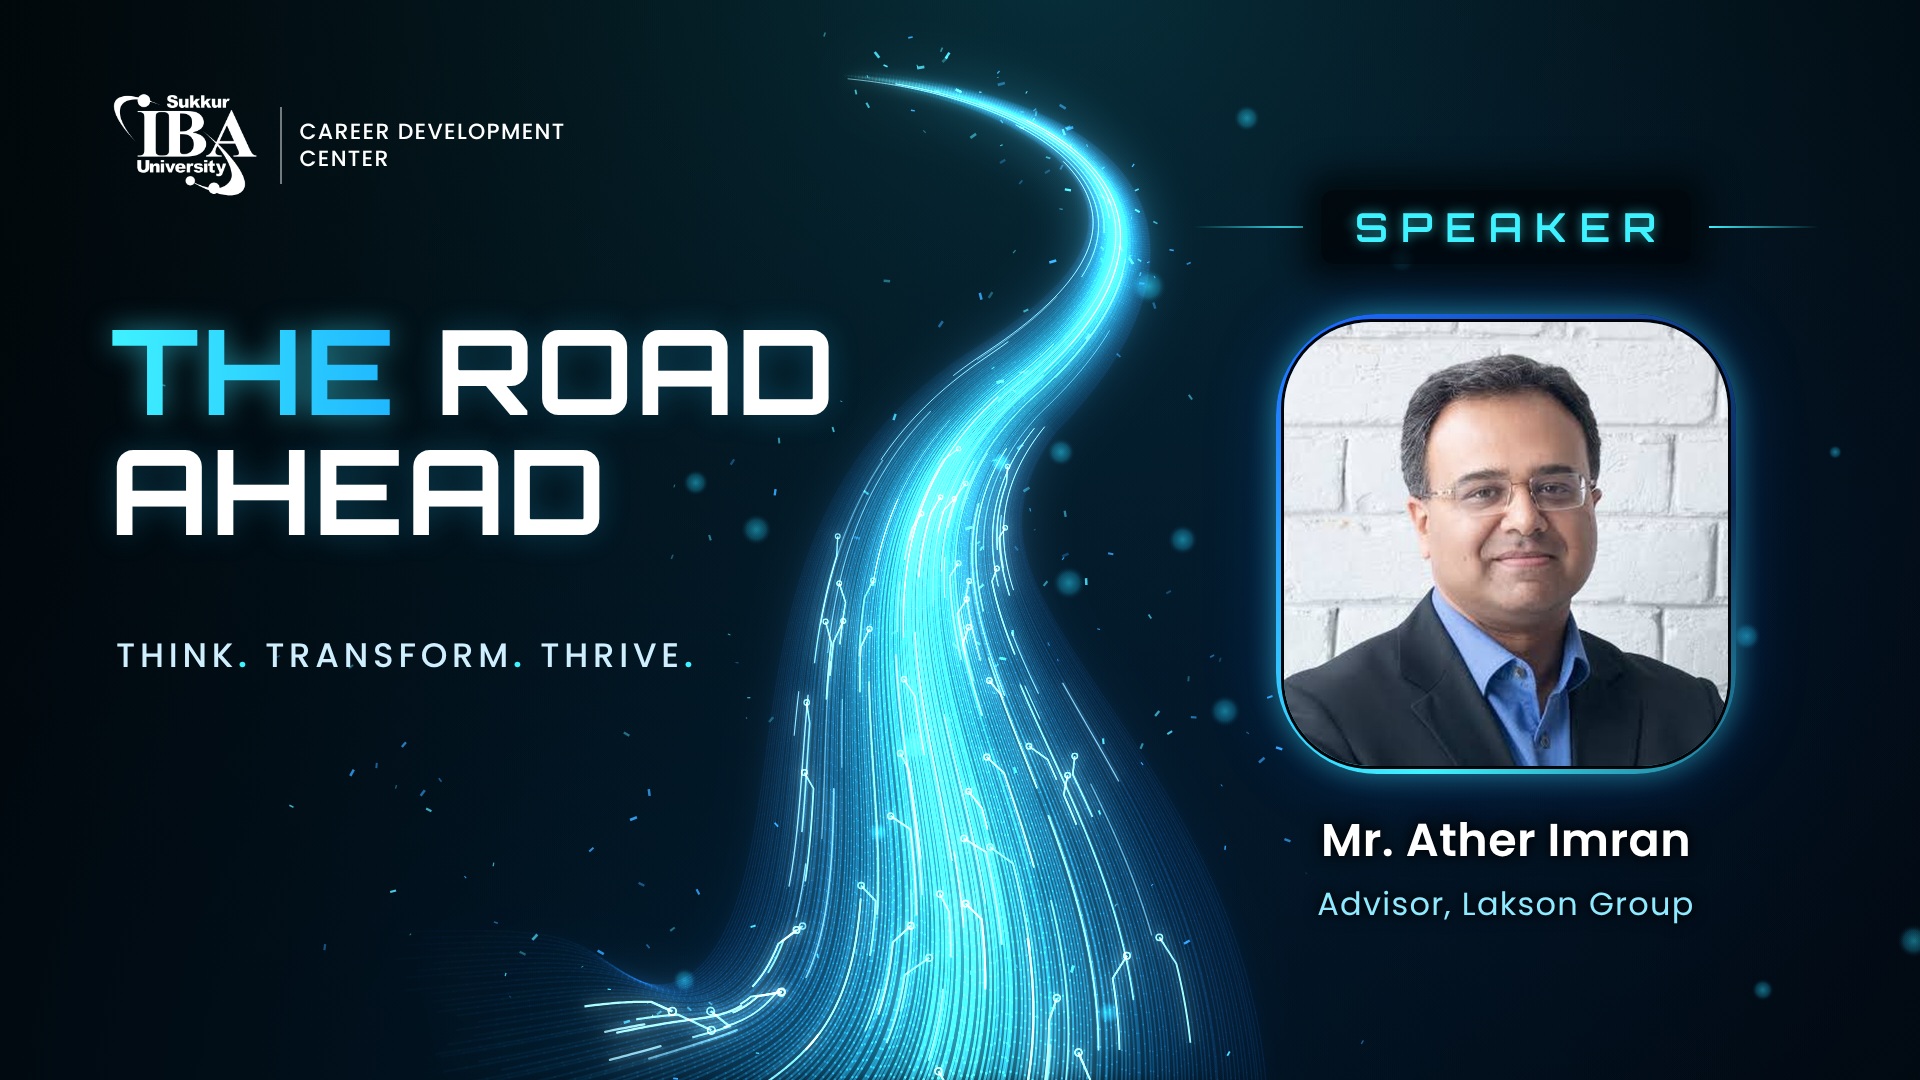 Sukkur
IBA
University
CAREER DEVELOPMENT
CENTER
THE ROAD
AHEAD
THINK. TRANSFORM. THRIVE.
SPEAKER
Mr. Ather Imran
Advisor, Lakson Group